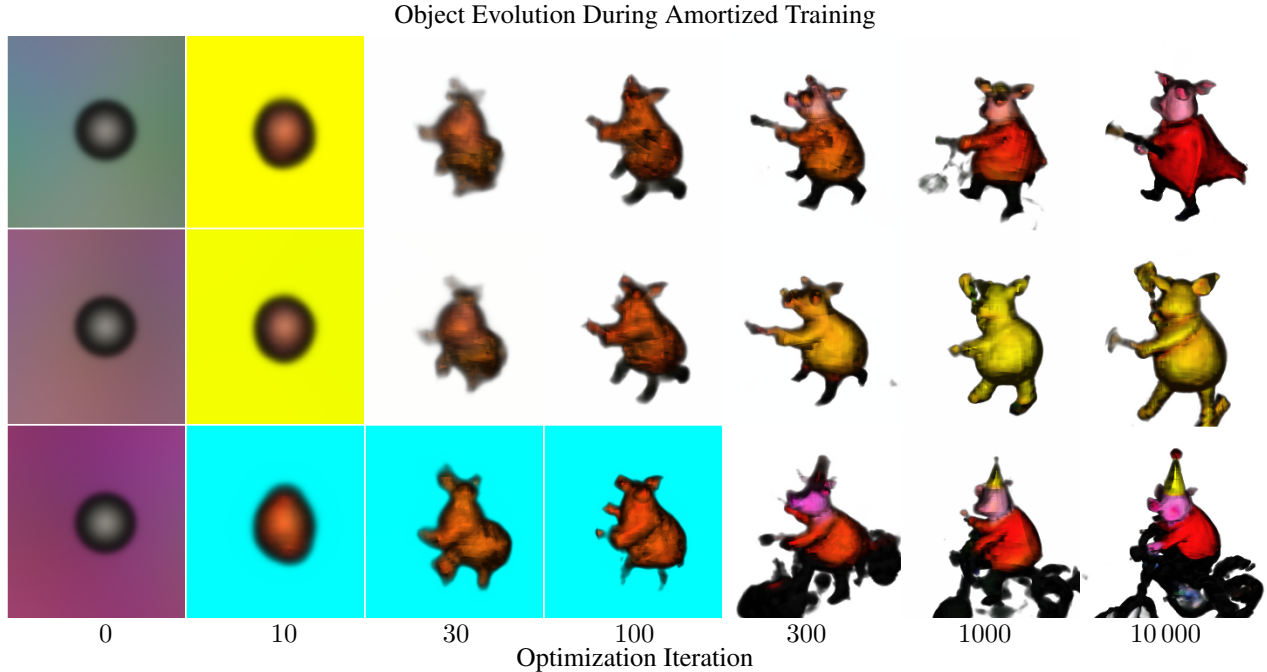 Object Evolution During Amortized Training
0 10 30 100 300 1000 10 000
Optimization Iteration